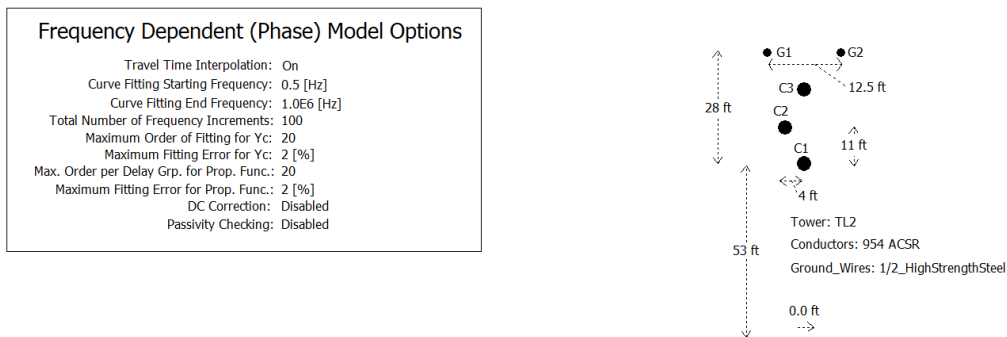 Frequency Dependent (Phase) Model Options
Travel Time Interpolation: On
Curve Fitting Starting Frequency: 0.5 [Hz]
Curve Fitting End Frequency: 1.0E6 [Hz]
Total Number of Frequency Increments: 100
Maximum Order of Fitting for Yc: 20
Maximum Fitting Error for Yc: 2 [%]
Max. Order per Delay Grp. for Prop. Func.: 20
Maximum Fitting Error for Prop. Func.: 2 [%]
DC Correction: Disabled
Passivity Checking: Disabled
G1
G2
C3
12.5 ft
28 ft
C2
11 ft
C1
4 ft
Tower: TL2
53 ft
Conductors: 954 ACSR
Ground_Wires: 1/2_HighStrengthSteel
0.0 ft